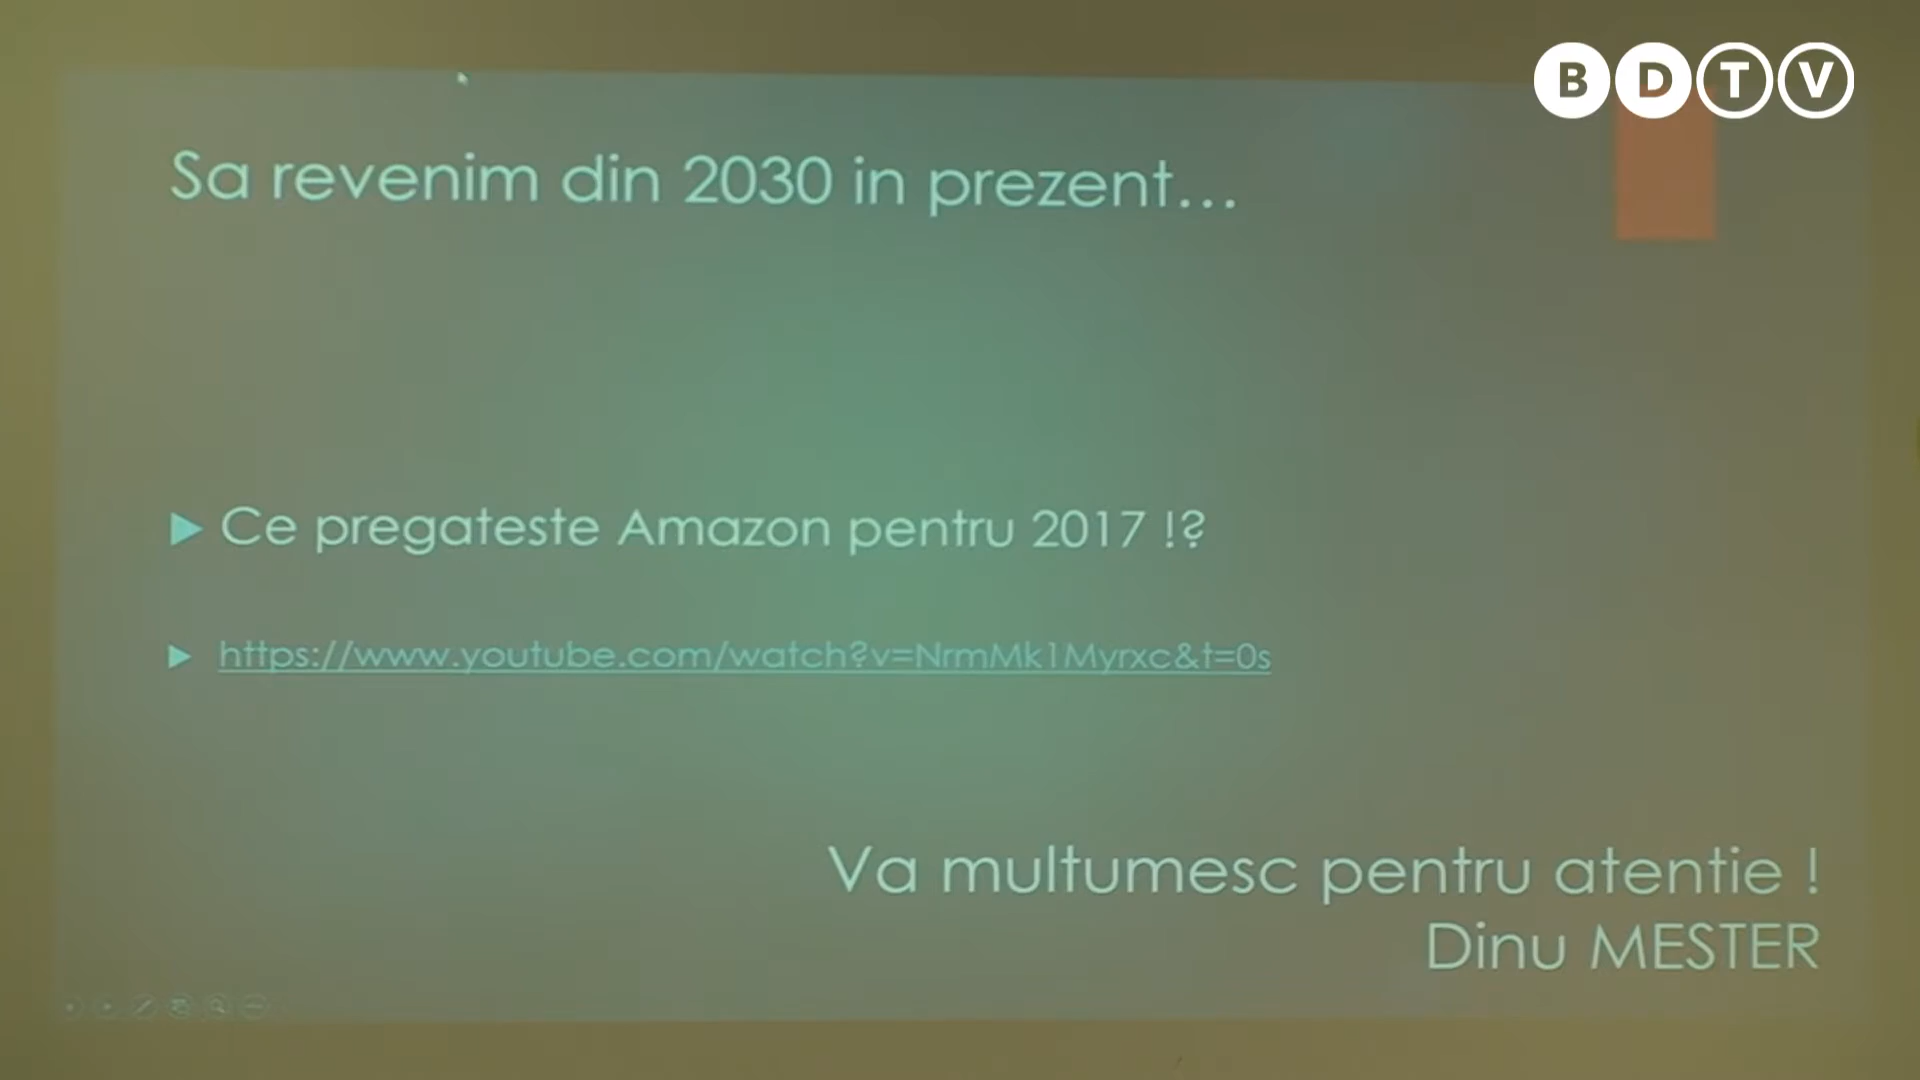 BDTV
Sa revenim din 2030 in prezent...
Ce pregateste Amazon pentru 2017 !?
https://www.youtube.com/watch?v=NrmMk1Myrxc&t=0s
Va multumesc pentru atentie !
Dinu MESTER